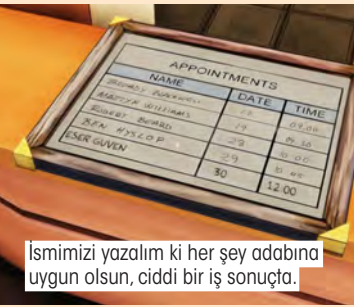 APPOINTMENTS
NAME DATE TIME
MARTYN WILLIAMS 19
ROBERT BEARD 28
BEN HYSLOP 29
ESER GUVEN 30 12.00
İsmimizi yazalım ki her şey adabına
uygun olsun, ciddi bir iş sonuçta.